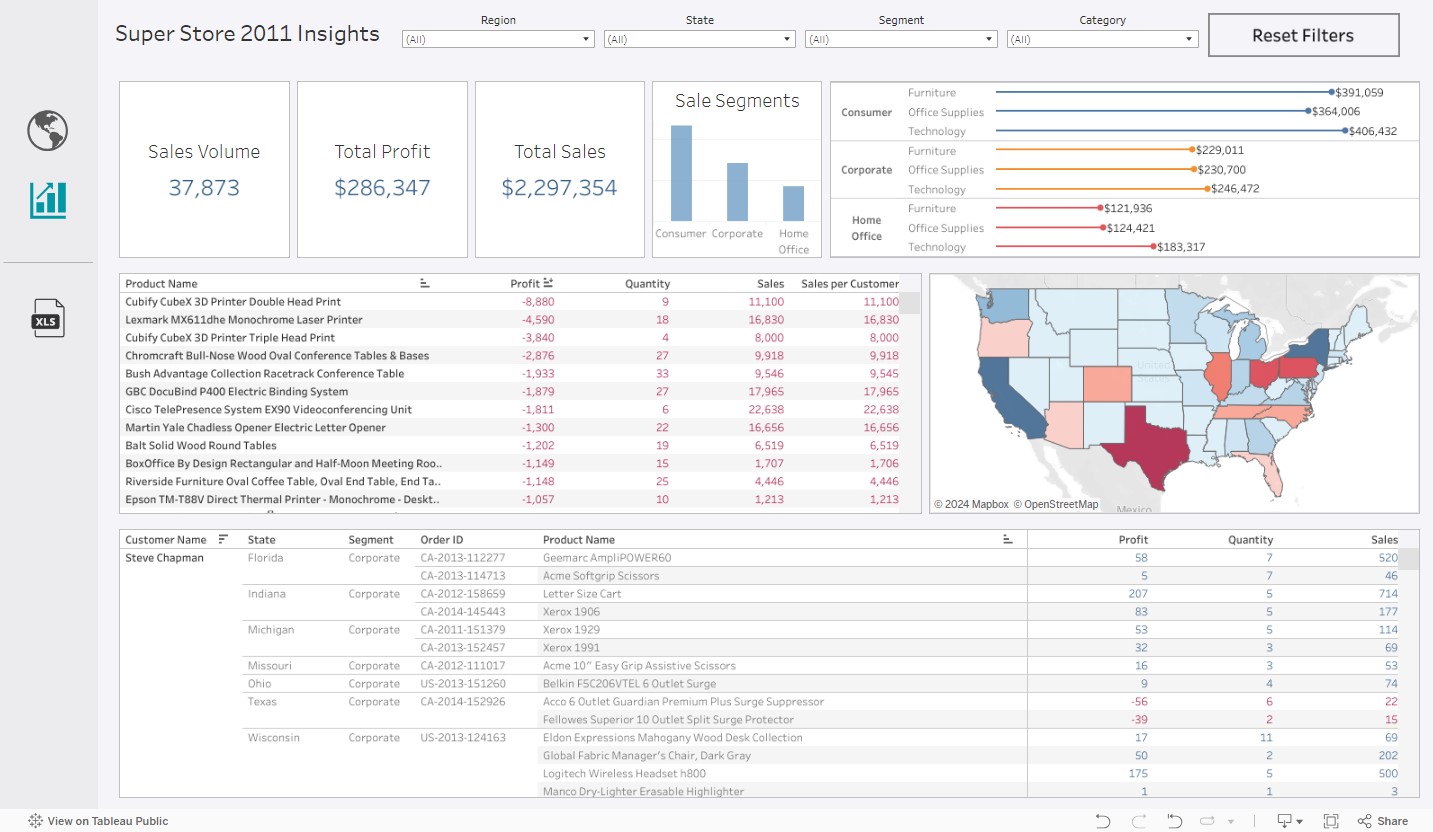 Super Store 2011 Insights
Region
State
Segment
Category
(All)
(All)
(All)
(All)
Reset Filters
XLS
Sales Volume
37,873
Total Profit
$286,347
Total Sales
$2,297,354
Sale Segments
Consumer Corporate Home Office
Consumer
Furniture $391,059
Office Supplies $364,006
Technology $406,432
Corporate
Furniture $229,011
Office Supplies $230,700
Technology $246,472
Home Office
Furniture $121,936
Office Supplies $124,421
Technology $183,317
Product Name Profit Quantity Sales Sales per Customer
Cubify CubeX 3D Printer Double Head Print -8,880 9 11,100 11,100
Lexmark MX611dhe Monochrome Laser Printer -4,590 18 16,830 16,830
Cubify CubeX 3D Printer Triple Head Print -3,840 4 8,000 8,000
Chromcraft Bull-Nose Wood Oval Conference Tables & Bases -2,876 27 9,918 9,918
Bush Advantage Collection Racetrack Conference Table -1,933 33 9,546 9,545
GBC DocuBind P400 Electric Binding System -1,879 27 17,965 17,965
Cisco TelePresence System EX90 Videoconferencing Unit -1,811 6 22,638 22,638
Martin Yale Chadless Opener Electric Letter Opener -1,300 22 16,656 16,656
Balt Solid Wood Round Tables -1,202 19 6,519 6,519
BoxOffice By Design Rectangular and Half-Moon Meeting Roo.. -1,149 15 1,707 1,706
Riverside Furniture Oval Coffee Table, Oval End Table, End Ta.. -1,148 25 4,446 4,446
Epson TM-T88V Direct Thermal Printer - Monochrome - Deskt.. -1,057 10 1,213 1,213
United States
Mexico
© 2024 Mapbox © OpenStreetMap
Customer Name State Segment Order ID Product Name Profit Quantity Sales
Steve Chapman Florida Corporate CA-2013-112277 Geemarc AmpliPOWER60 58 7 520
CA-2013-114713 Acme Softgrip Scissors 5 7 46
Indiana Corporate CA-2012-158659 Letter Size Cart 207 5 714
CA-2014-145443 Xerox 1906 83 5 177
Michigan Corporate CA-2011-151379 Xerox 1929 53 5 114
CA-2013-152457 Xerox 1991 32 3 69
Missouri Corporate CA-2012-111017 Acme 10" Easy Grip Assistive Scissors 16 3 53
Ohio Corporate US-2013-151260 Belkin F5C206VTEL 6 Outlet Surge 9 4 74
Texas Corporate CA-2014-152926 Acco 6 Outlet Guardian Premium Plus Surge Suppressor -56 6 22
Fellowes Superior 10 Outlet Split Surge Protector -39 2 15
Wisconsin Corporate US-2013-124163 Eldon Expressions Mahogany Wood Desk Collection 17 11 69
Global Fabric Manager's Chair, Dark Gray 50 2 202
Logitech Wireless Headset h800 175 5 500
Manco Dry-Lighter Erasable Highlighter 1 1 3
View on Tableau Public
Share